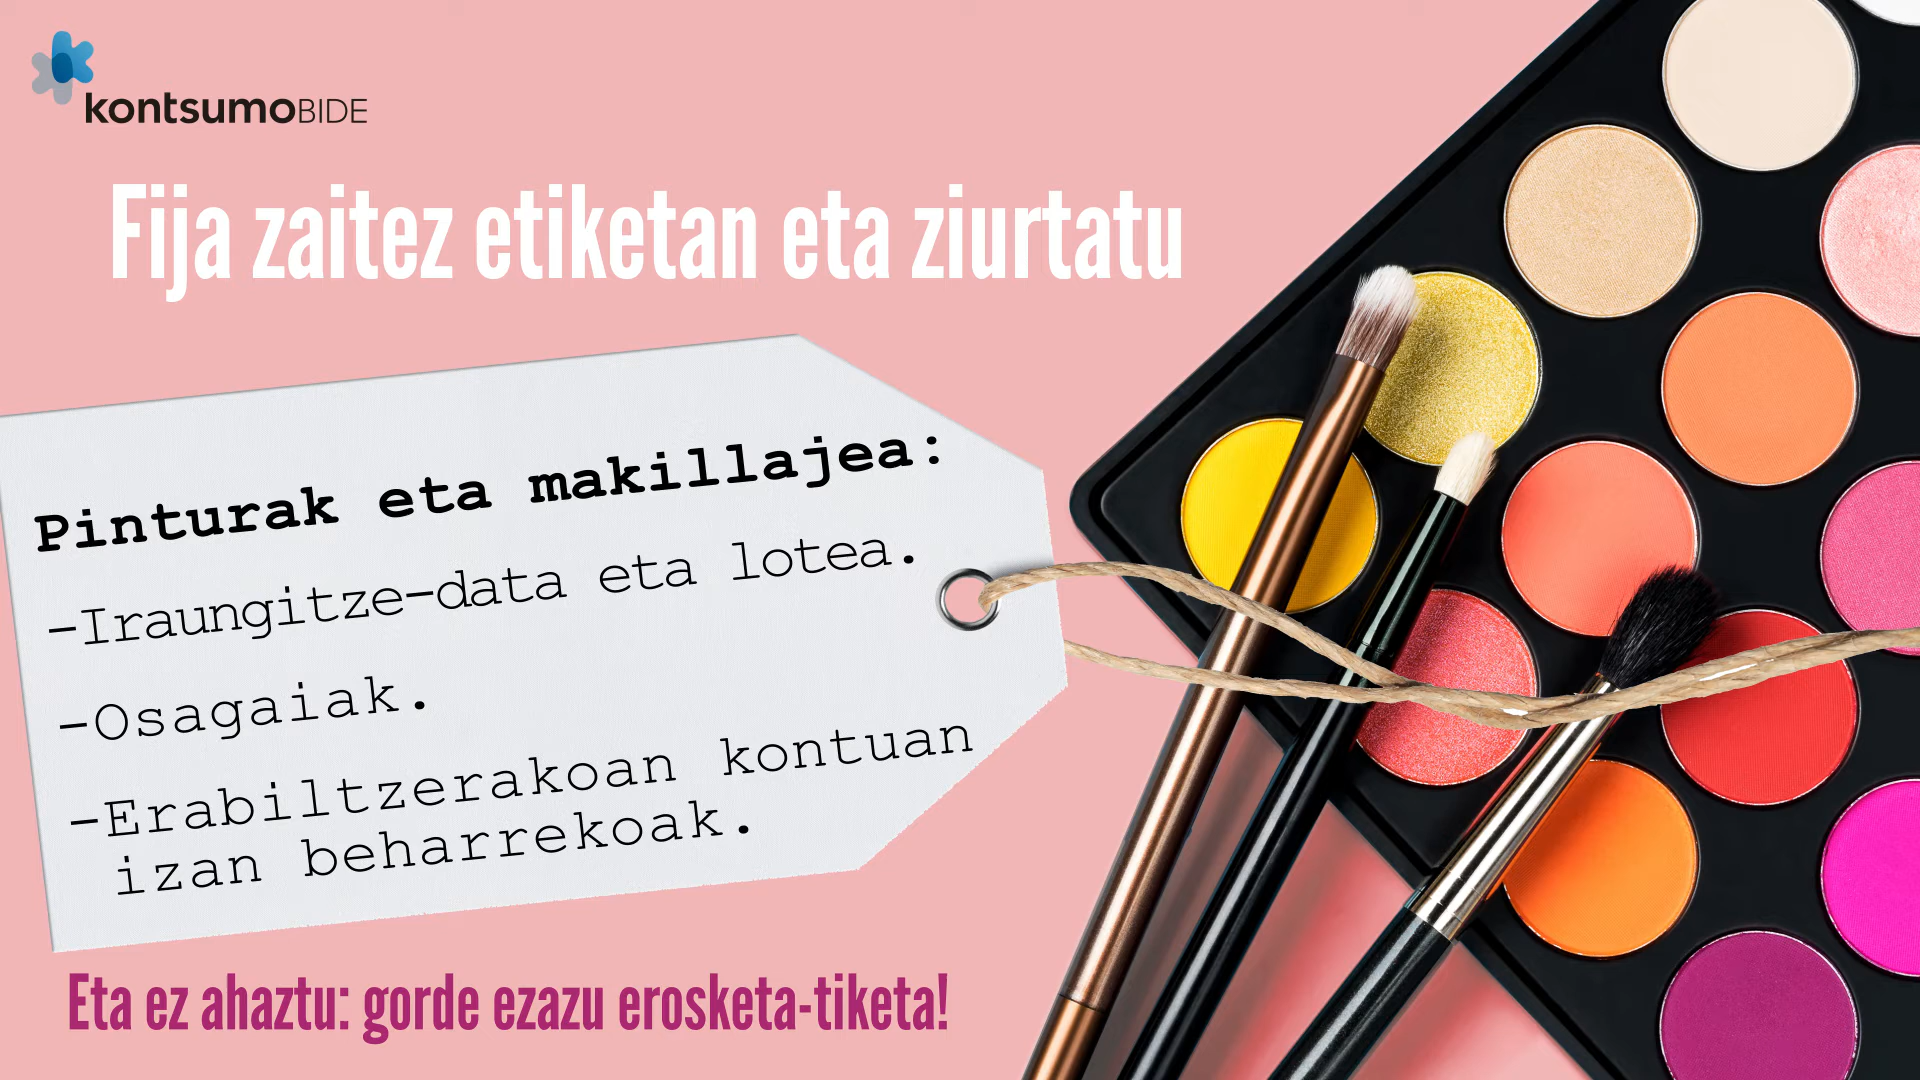 kontsumoBIDE
Fija zaitez etiketan eta ziurtatu
Pinturak eta makillajea:
-Iraungitze-data eta lotea.
-Osagaiak.
-Erabiltzerakoan kontuan
izan beharrekoak.
Eta ez ahaztu: gorde ezazu erosketa-tiketa!